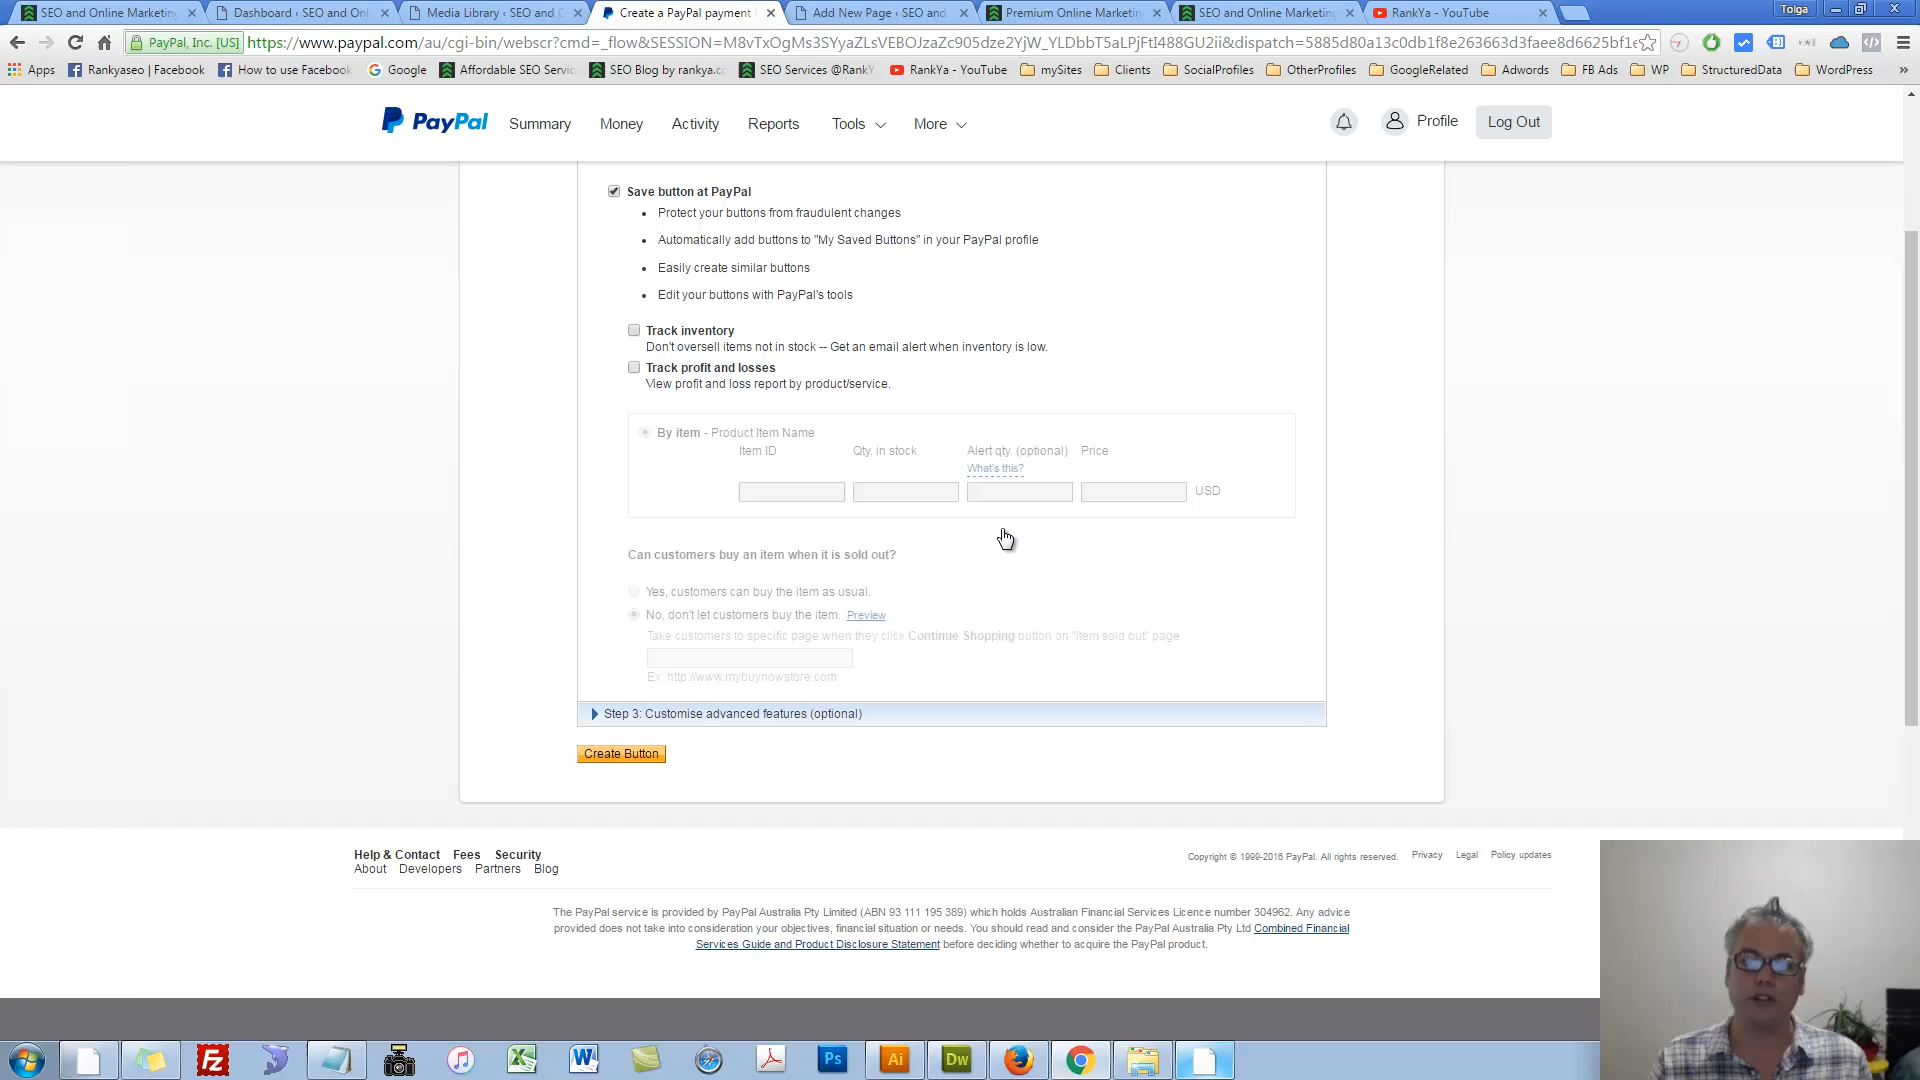 SEO and Online Marketing
Dashboard ‹ SEO and Onl
Media Library ‹ SEO and O
Create a PayPal payment
Add New Page ‹ SEO and
Premium Online Marketin
SEO and Online Marketing
RankYa - YouTube
Tolga
PayPal, Inc. [US]
Apps
Rankyaseo | Facebook
How to use Facebook
Google
Affordable SEO Servic
SEO Blog by rankya.co
SEO Services @RankY
RankYa - YouTube
mySites
Clients
SocialProfiles
OtherProfiles
GoogleRelated
Adwords
FB Ads
WP
StructuredData
WordPress
»
PayPal
Summary
Money
Activity
Reports
Tools
More
Profile
Log Out
Save button at PayPal
• Protect your buttons from fraudulent changes
• Automatically add buttons to "My Saved Buttons" in your PayPal profile
• Easily create similar buttons
• Edit your buttons with PayPal's tools
Track inventory
Don't oversell items not in stock -- Get an email alert when inventory is low.
Track profit and losses
View profit and loss report by product/service.
By item - Product Item Name
Item ID
Qty. in stock
Alert qty. (optional)
Price
What's this?
USD
Can customers buy an item when it is sold out?
Yes, customers can buy the item as usual.
No, don't let customers buy the item. Preview
Take customers to specific page when they click Continue Shopping button on "item sold out" page
Ex: http://www.mybuynowstore.com
Step 3: Customise advanced features (optional)
Create Button
Help & Contact
Fees
Security
About
Developers
Partners
Blog
Copyright © 1999-2016 PayPal. All rights reserved.
Privacy
Legal
Policy updates
The PayPal service is provided by PayPal Australia Pty Limited (ABN 93 111 195 389) which holds Australian Financial Services Licence number 304962. Any advice
provided does not take into consideration your objectives, financial situation or needs. You should read and consider the PayPal Australia Pty Ltd Combined Financial
Services Guide and Product Disclosure Statement before deciding whether to acquire the PayPal product.
Fz
Ps
Ai
Dw